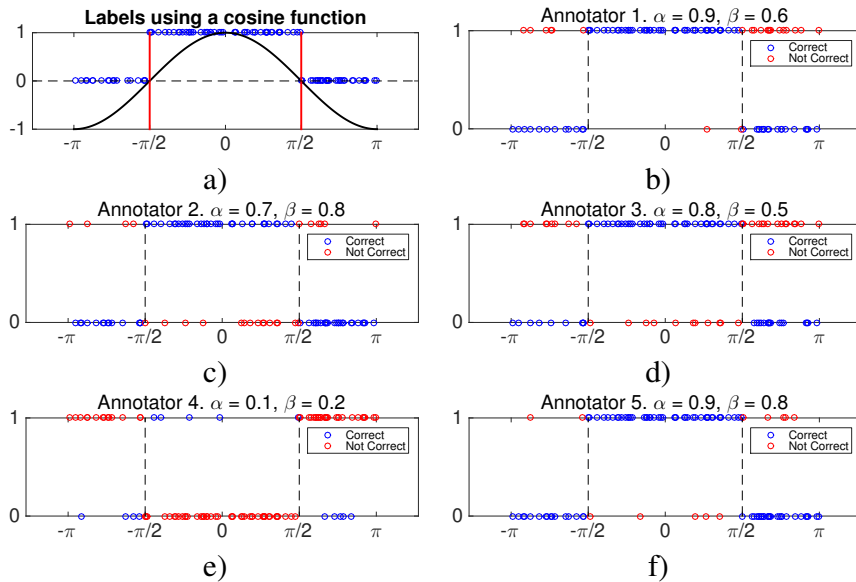 Labels using a cosine function
1
0
-1
-π
-π/2
0
π/2
π
a)
Annotator 1. α = 0.9, β = 0.6
1
0
Correct
Not Correct
-π
-π/2
0
π/2
π
b)
Annotator 2. α = 0.7, β = 0.8
1
0
Correct
Not Correct
-π
-π/2
0
π/2
π
c)
Annotator 3. α = 0.8, β = 0.5
1
0
Correct
Not Correct
-π
-π/2
0
π/2
π
d)
Annotator 4. α = 0.1, β = 0.2
1
0
Correct
Not Correct
-π
-π/2
0
π/2
π
e)
Annotator 5. α = 0.9, β = 0.8
1
0
Correct
Not Correct
-π
-π/2
0
π/2
π
f)